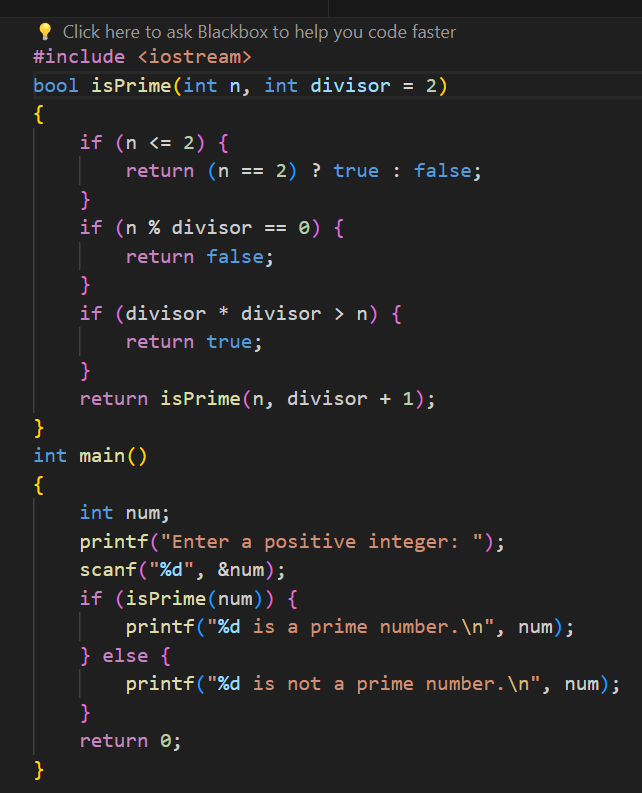 💡 Click here to ask Blackbox to help you code faster
#include <iostream>
bool isPrime(int n, int divisor = 2)
{
    if (n <= 2) {
        return (n == 2) ? true : false;
    }
    if (n % divisor == 0) {
        return false;
    }
    if (divisor * divisor > n) {
        return true;
    }
    return isPrime(n, divisor + 1);
}
int main()
{
    int num;
    printf("Enter a positive integer: ");
    scanf("%d", &num);
    if (isPrime(num)) {
        printf("%d is a prime number.\n", num);
    } else {
        printf("%d is not a prime number.\n", num);
    }
    return 0;
}